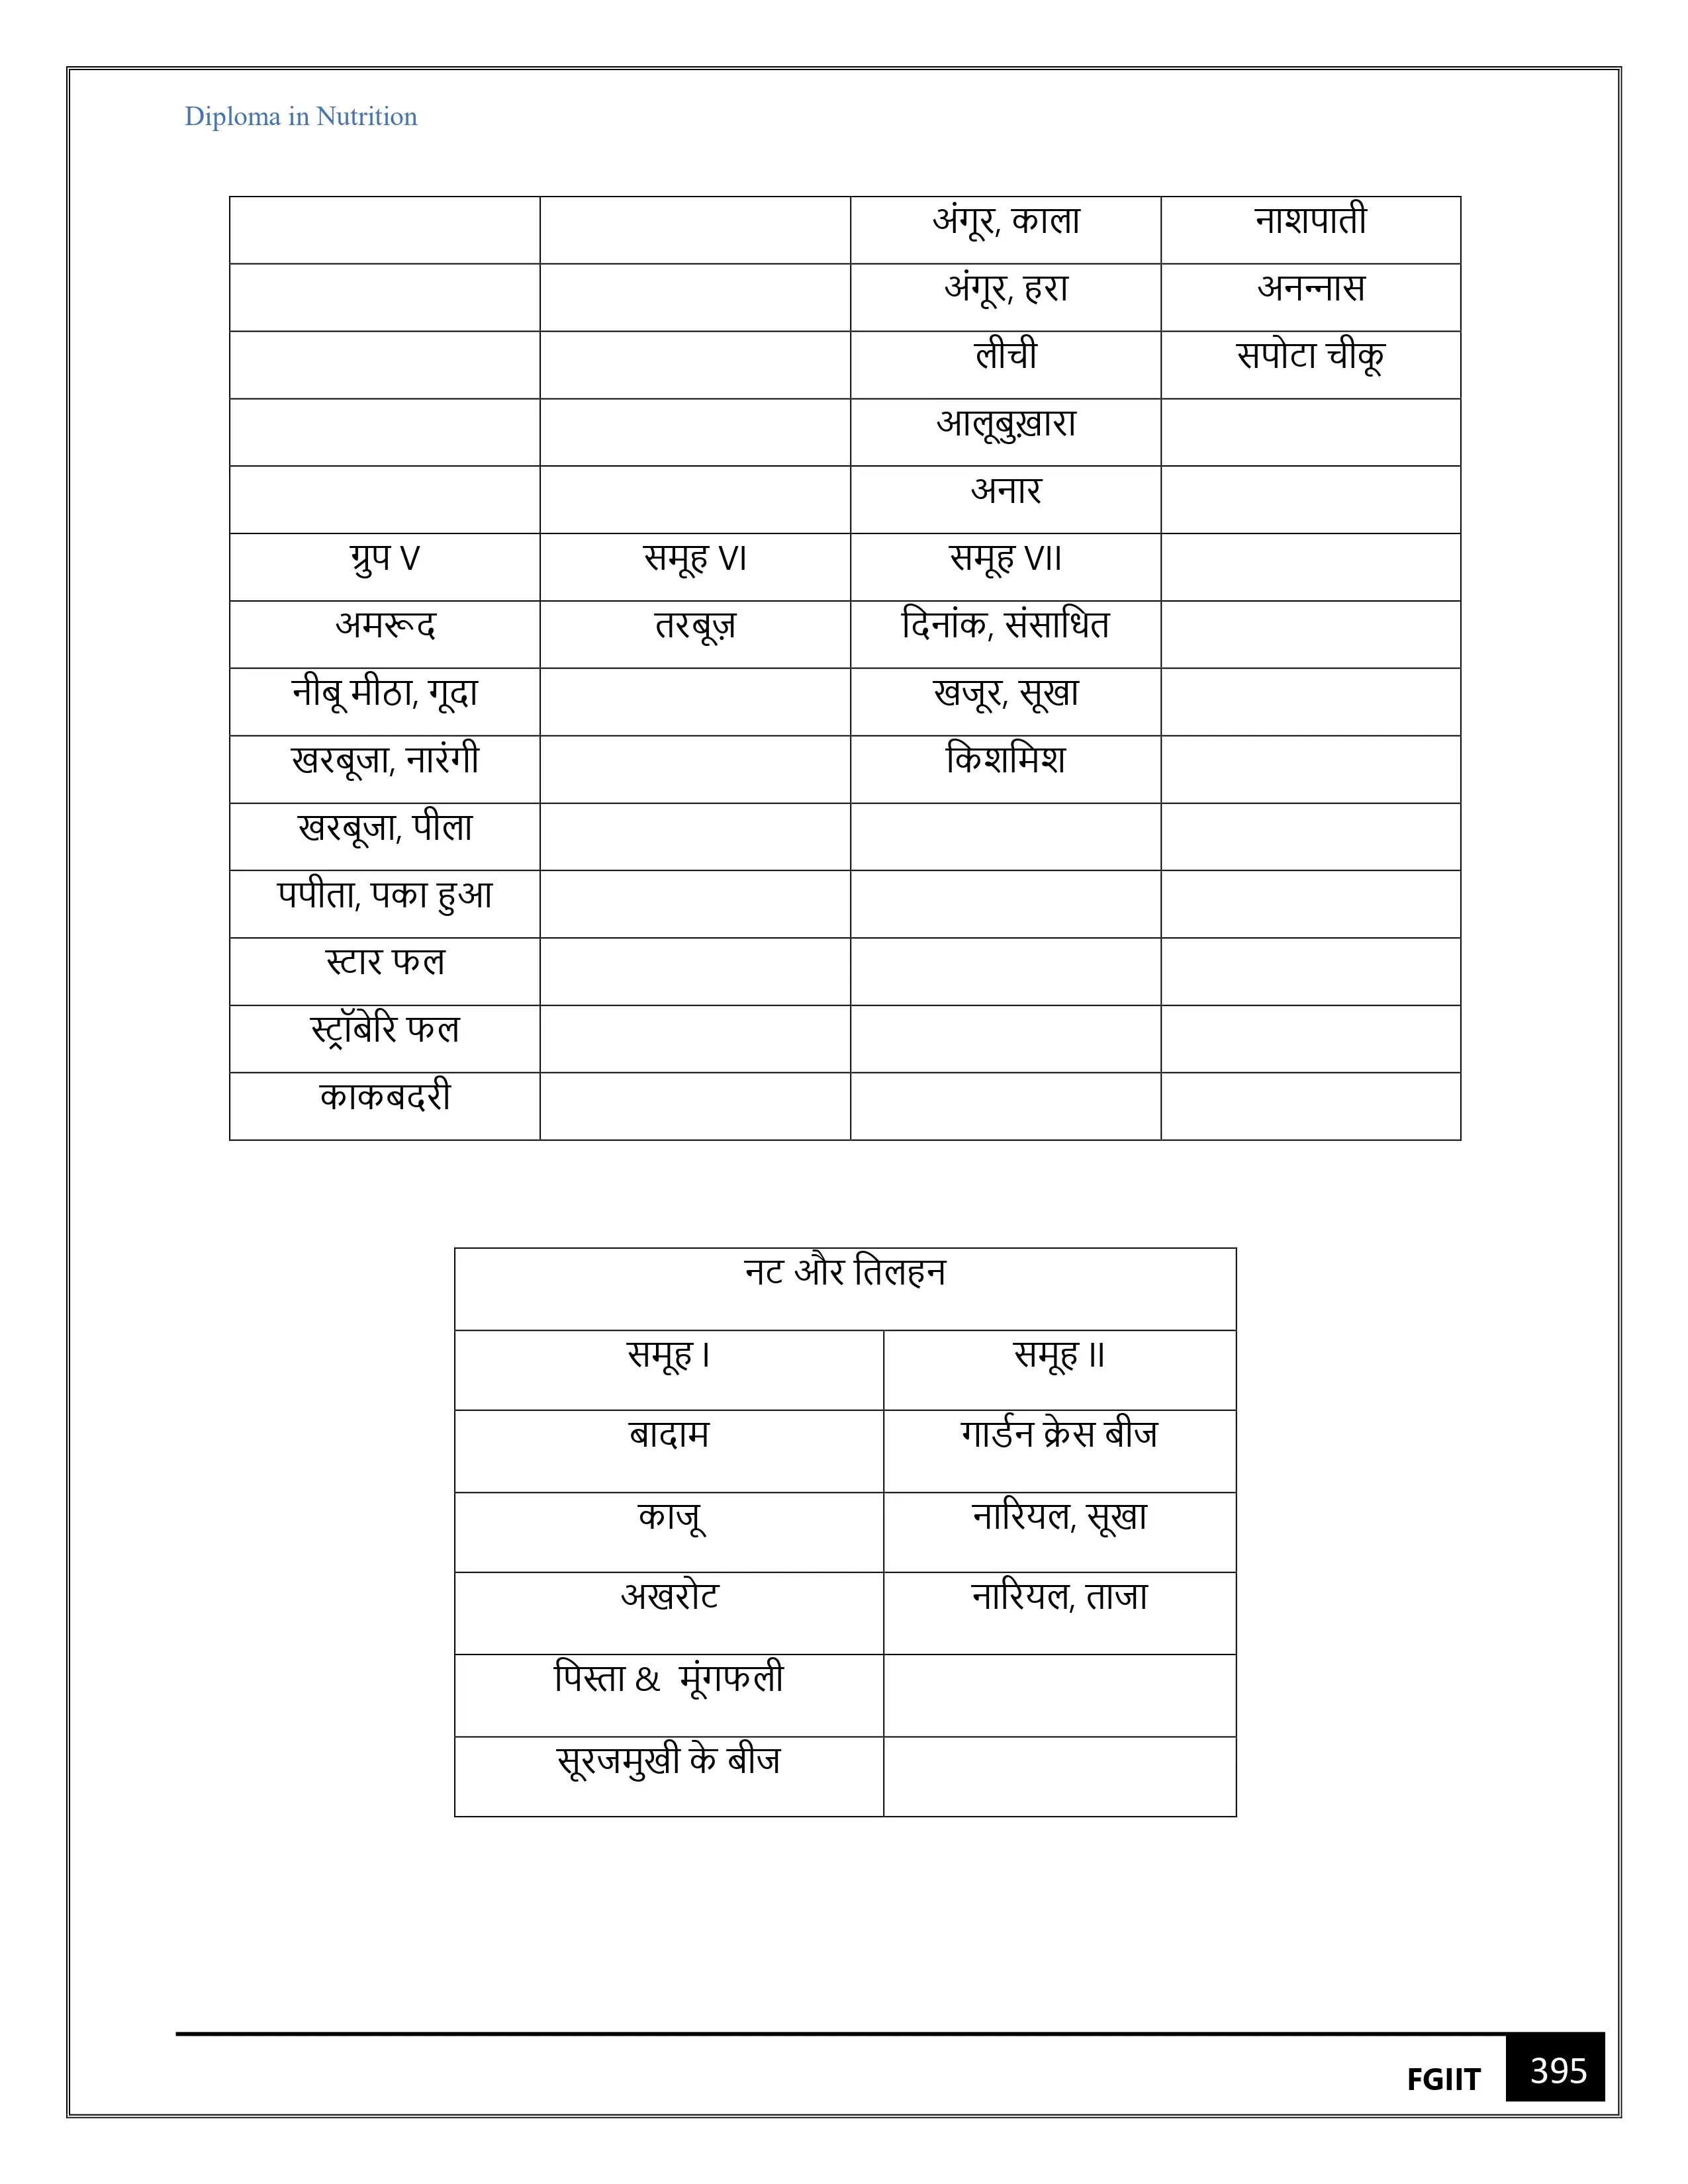 Diploma in Nutrition
अंगूर, काला नाशपाती
अंगूर, हरा अनन्नास
लीची सपोटा चीकू
आलूबुख़ारा
अनार
ग्रुप V समूह VI समूह VII
अमरूद तरबूज़ दिनांक, संसाधित
नीबू मीठा, गूदा खजूर, सूखा
खरबूजा, नारंगी किशमिश
खरबूजा, पीला
पपीता, पका हुआ
स्टार फल
स्ट्रॉबेरि फल
काकबदरी
नट और तिलहन
समूह I समूह II
बादाम गार्डन क्रेस बीज
काजू नारियल, सूखा
अखरोट नारियल, ताजा
पिस्ता & मूंगफली
सूरजमुखी के बीज
FGIIT 395